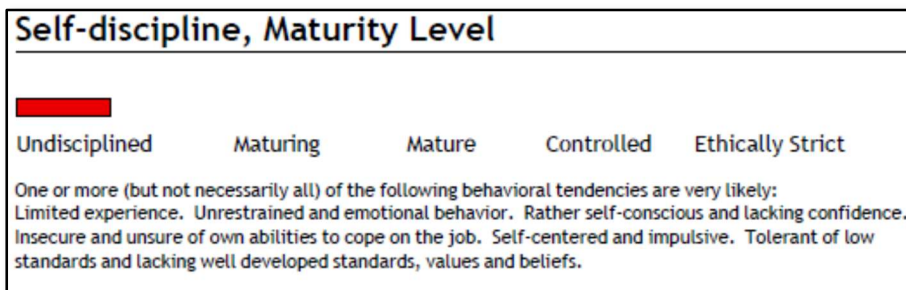 Self-discipline, Maturity Level
Undisciplined Maturing Mature Controlled Ethically Strict
One or more (but not necessarily all) of the following behavioral tendencies are very likely:
Limited experience. Unrestrained and emotional behavior. Rather self-conscious and lacking confidence.
Insecure and unsure of own abilities to cope on the job. Self-centered and impulsive. Tolerant of low
standards and lacking well developed standards, values and beliefs.